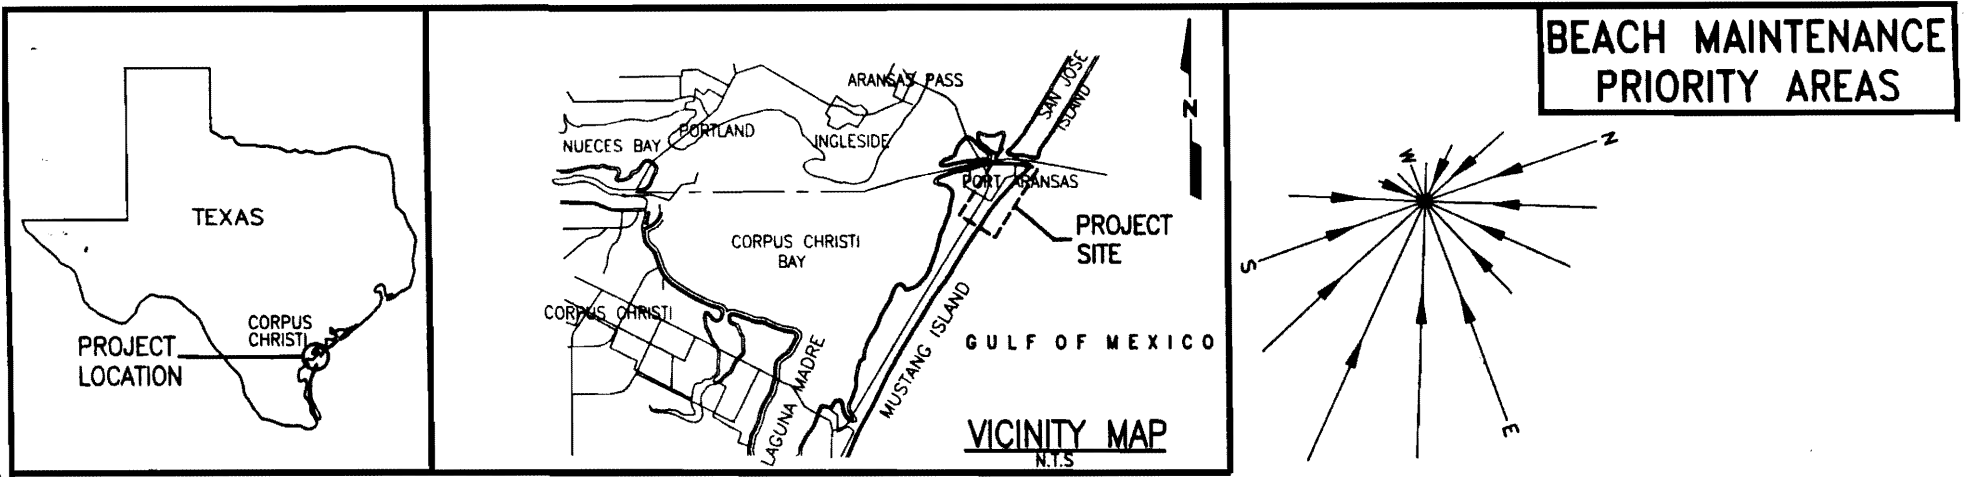 TEXAS
CORPUS
CHRISTI
PROJECT
LOCATION
ARANSAS PASS
SAN JOSE
ISLAND
N
PORTLAND
INGLESIDE
NUECES BAY
PORT ARANSAS
PROJECT
SITE
CORPUS CHRISTI
BAY
CORPUS CHRISTI
MUSTANG ISLAND
GULF OF MEXICO
LAGUNA MADRE
VICINITY MAP
N.T.S
BEACH MAINTENANCE
PRIORITY AREAS
N
W
S
E